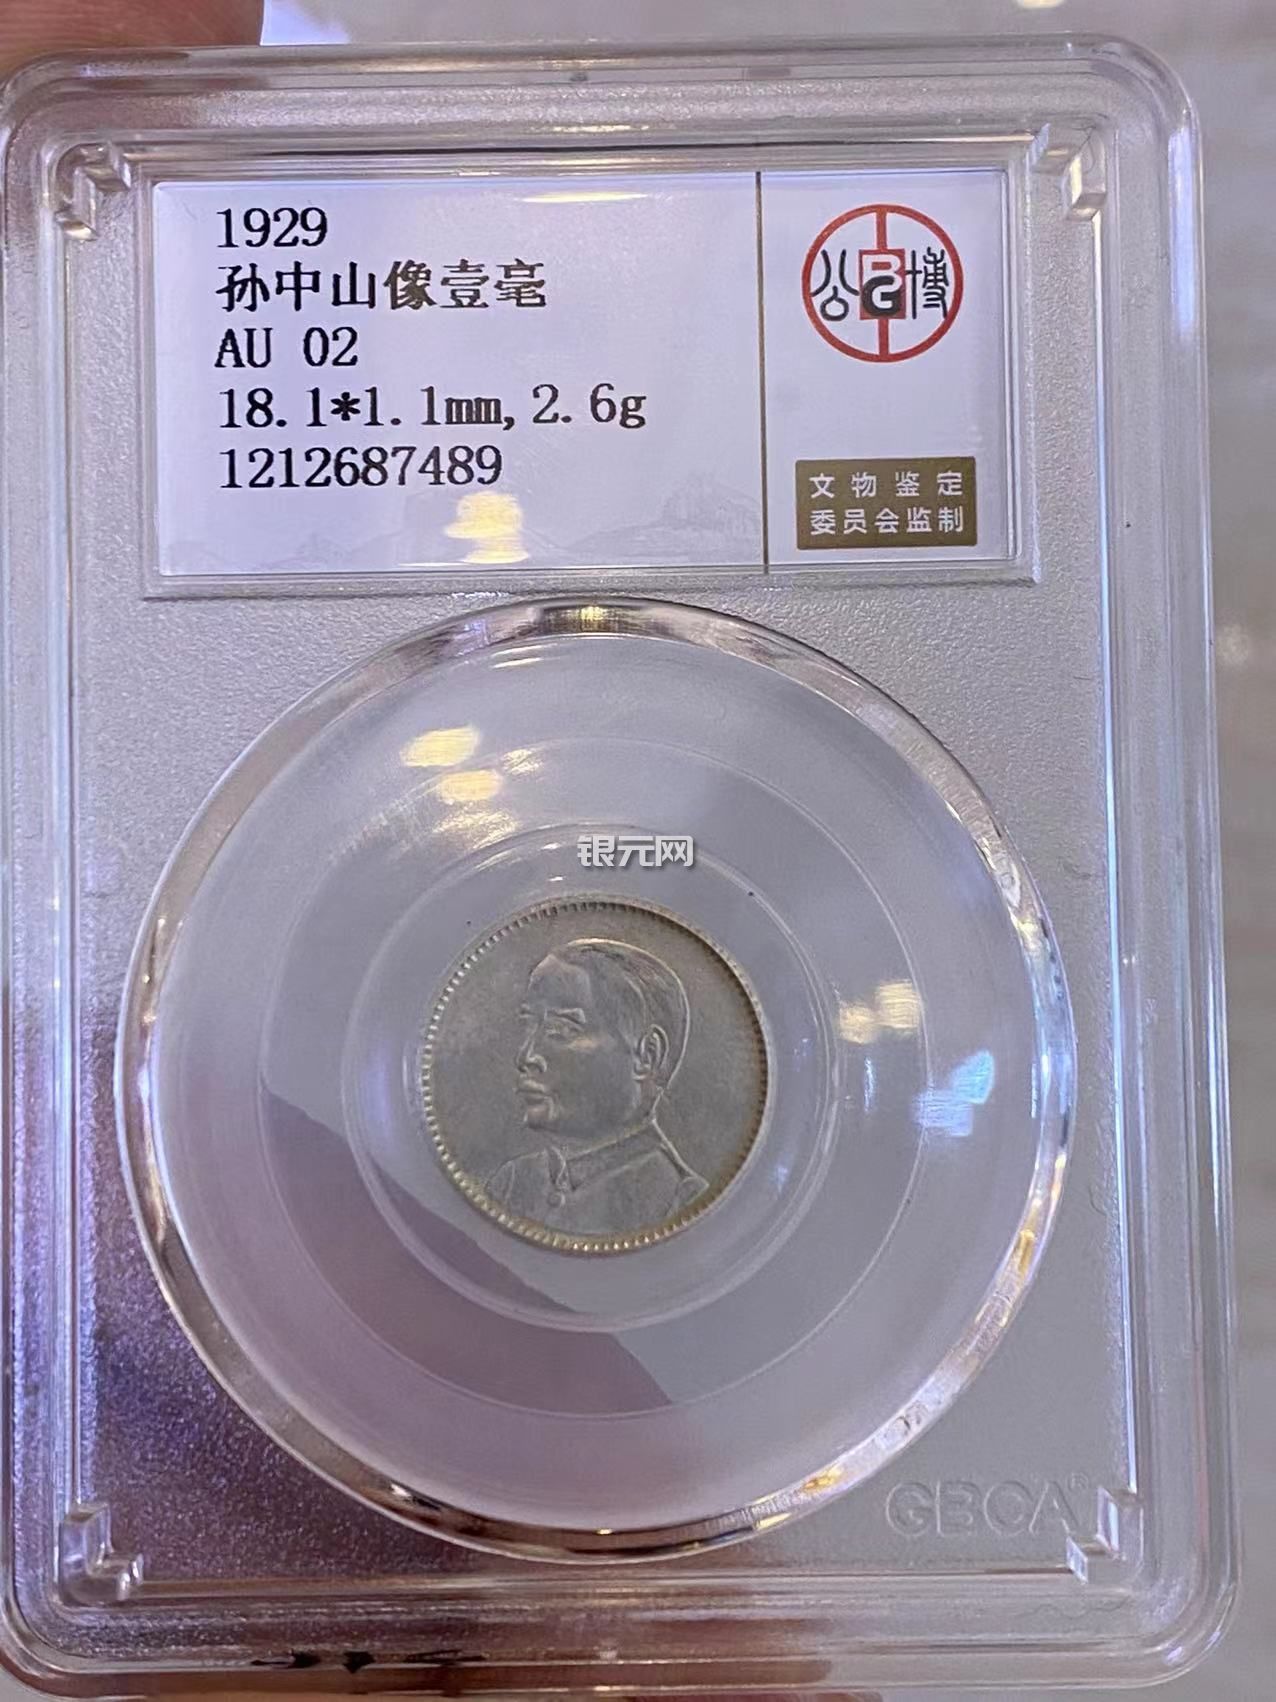 1929
孙中山像壹毫
AU 02
18.1*1.1mm,2.6g
1212687489
公博
文物鉴定
委员会监制
银元网
GBCA®